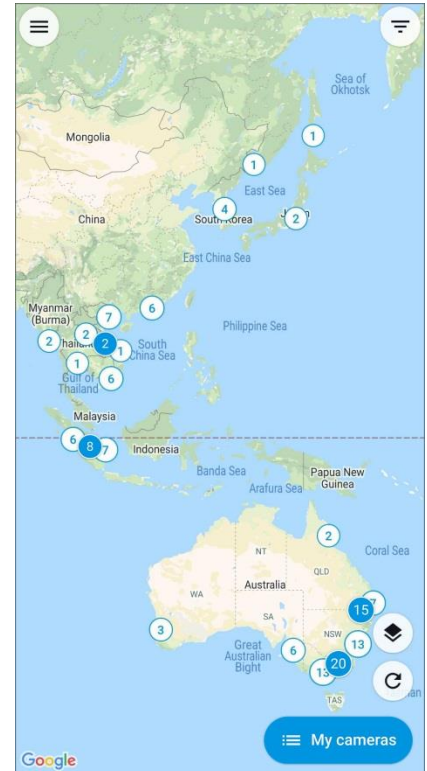 Sea of
Okhotsk
Mongolia
1
1
East Sea
4
South Korea
2
China
East China Sea
Myanmar
(Burma)
6
7
Philippine Sea
2
2
2
1
South
China Sea
1
6
Gulf of
Thailand
Malaysia
6
8
7
Indonesia
Banda Sea
Papua New
Guinea
Arafura Sea
2
Coral Sea
NT
QLD
Australia
WA
15
7
SA
3
NSW
Great
Australian
Bight
6
13
20
13
TAS
My cameras
Google